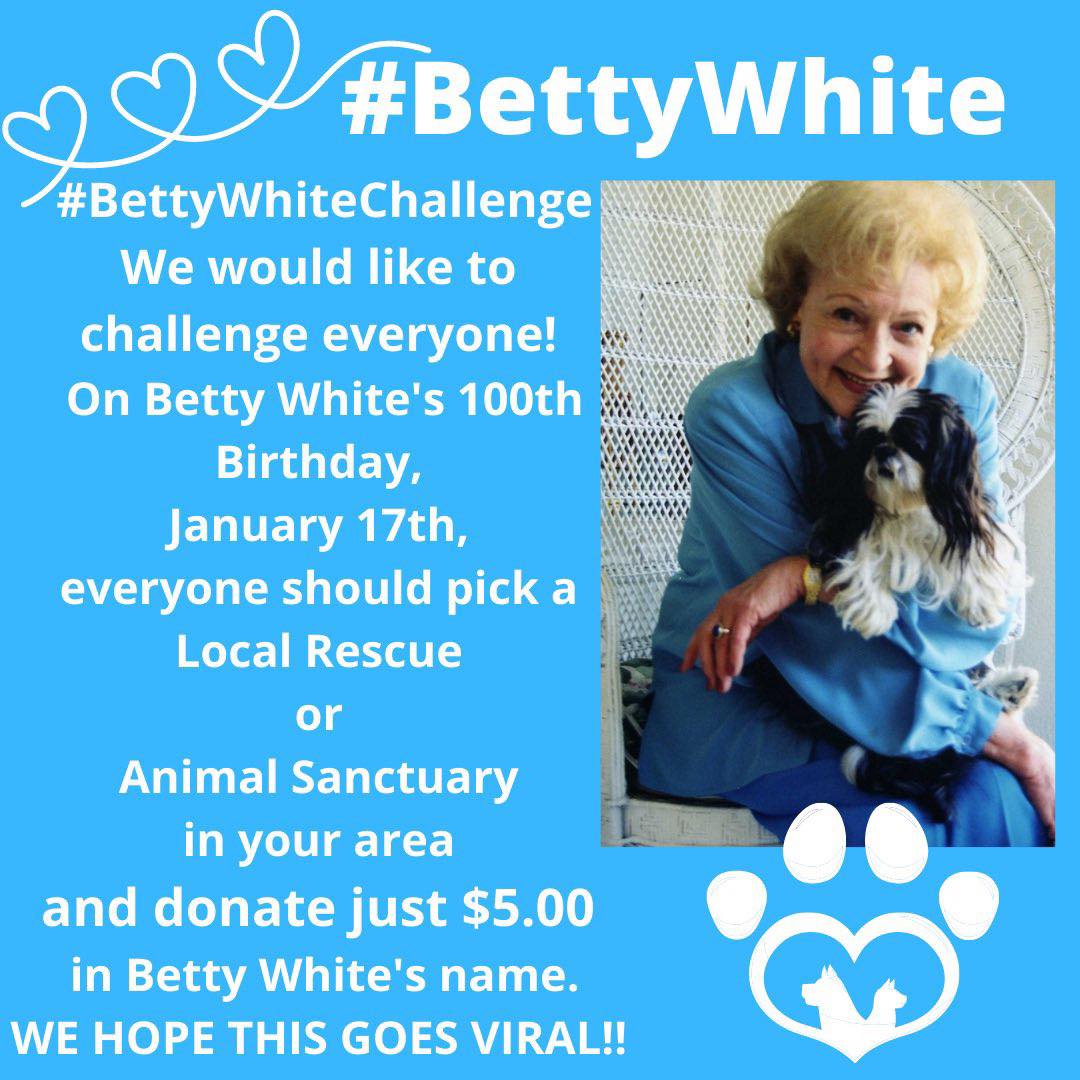 #BettyWhite
#BettyWhiteChallenge
We would like to
challenge everyone!
On Betty White's 100th
Birthday,
January 17th,
everyone should pick a
Local Rescue
or
Animal Sanctuary
in your area
and donate just $5.00
in Betty White's name.
WE HOPE THIS GOES VIRAL!!